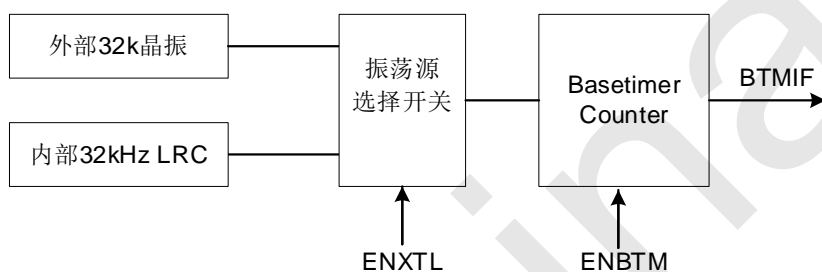 外部32k晶振
内部32kHz LRC
振荡源
选择开关
Basetimer
Counter
BTMIF
ENXTL
ENBTM